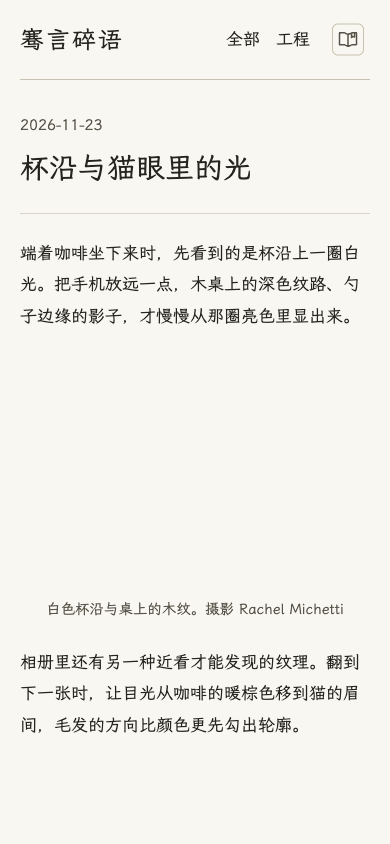 骞言碎语
全部 工程
2026-11-23
杯沿与猫眼里的光
端着咖啡坐下来时，先看到的是杯沿上一圈白
光。把手机放远一点，木桌上的深色纹路、勺
子边缘的影子，才慢慢从那圈亮色里显出来。
白色杯沿与桌上的木纹。摄影 Rachel Michetti
相册里还有另一种近看才能发现的纹理。翻到
下一张时，让目光从咖啡的暖棕色移到猫的眉
间，毛发的方向比颜色更先勾出轮廓。